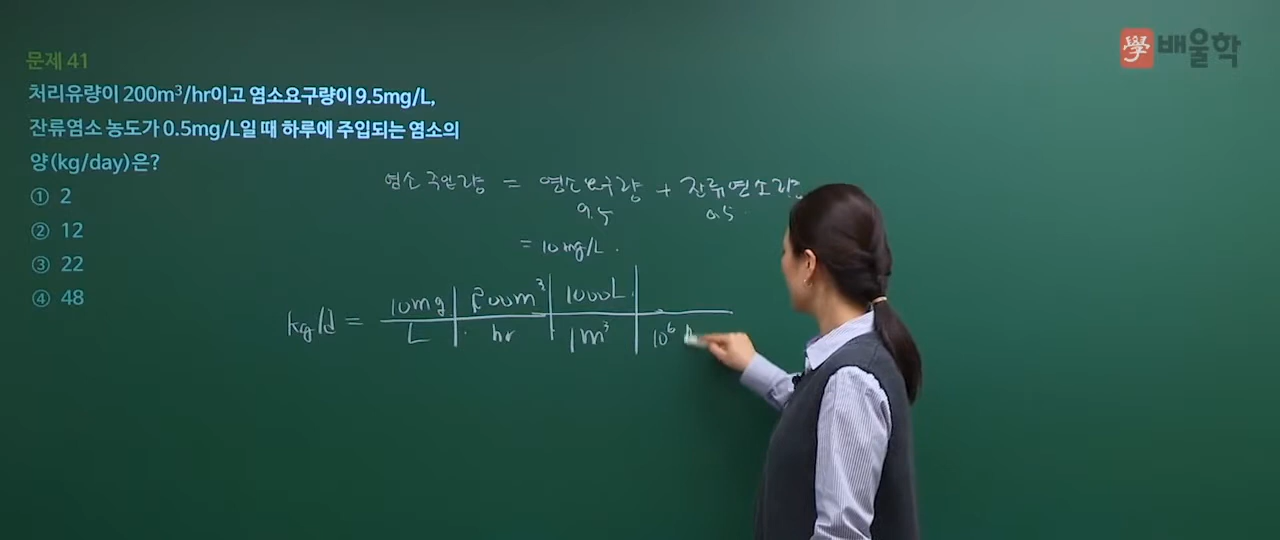 學 배울학
문제 41
처리유량이 200m³/hr이고 염소요구량이 9.5mg/L,
잔류염소 농도가 0.5mg/L일 때 하루에 주입되는 염소의
양(kg/day)은?
① 2
② 12
③ 22
④ 48
염소 주입량 = 염소요구량 + 잔류염소량
9.5 0.5
= 10mg/L.
kg/d = 10mg 200m³ 1000L
L hr 1m³ 10⁶